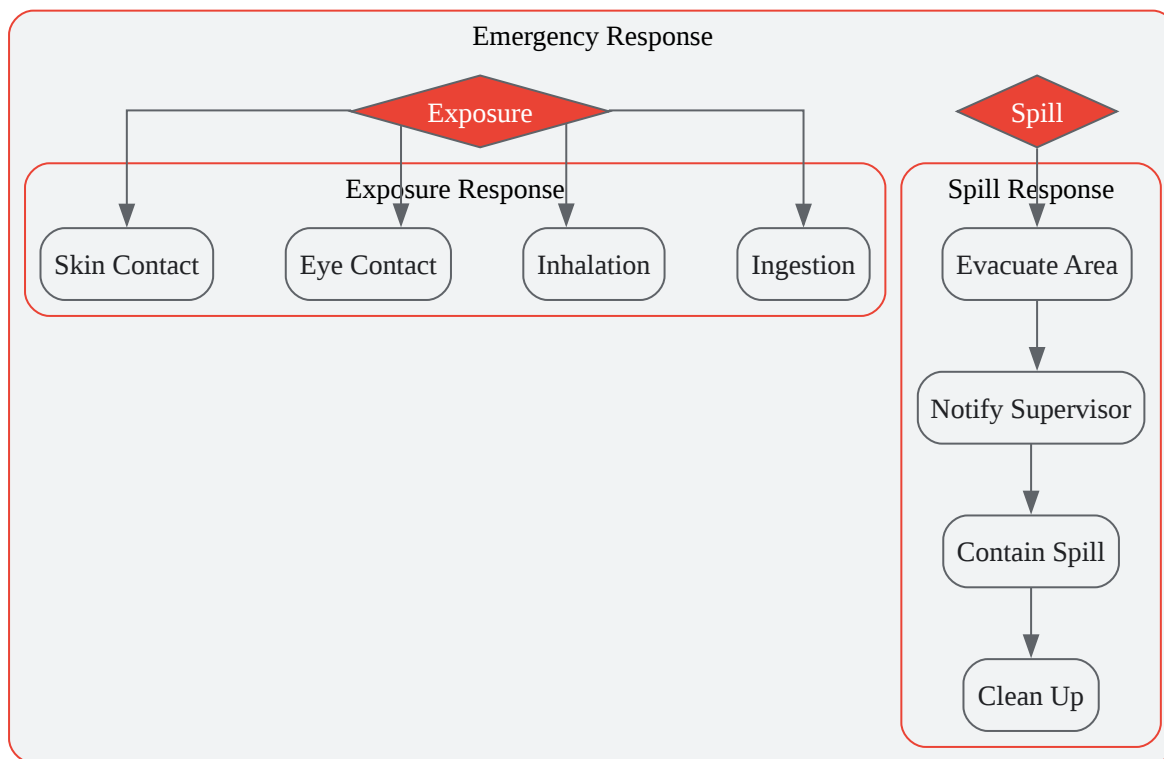 Emergency Response
Exposure
Spill
Exposure Response
Spill Response
Skin Contact
Eye Contact
Inhalation
Ingestion
Evacuate Area
Notify Supervisor
Contain Spill
Clean Up